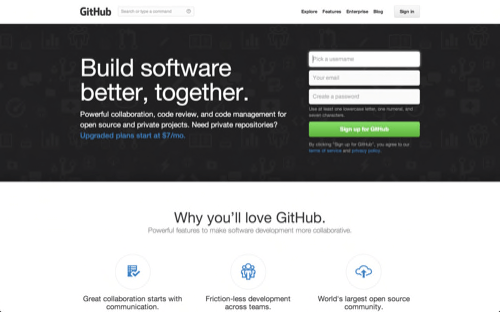 GitHub
Search or type a command
Explore Features Enterprise Blog Sign in
Build software
better, together.
Powerful collaboration, code review, and code management for
open source and private projects. Need private repositories?
Upgraded plans start at $7/mo.
Pick a username
Your email
Create a password
Use at least one lowercase letter, one numeral, and
seven characters.
Sign up for GitHub
By clicking "Sign up for GitHub", you agree to our
terms of service and privacy policy.
Why you'll love GitHub.
Powerful features to make software development more collaborative.
Great collaboration starts with
communication.
Friction-less development
across teams.
World's largest open source
community.